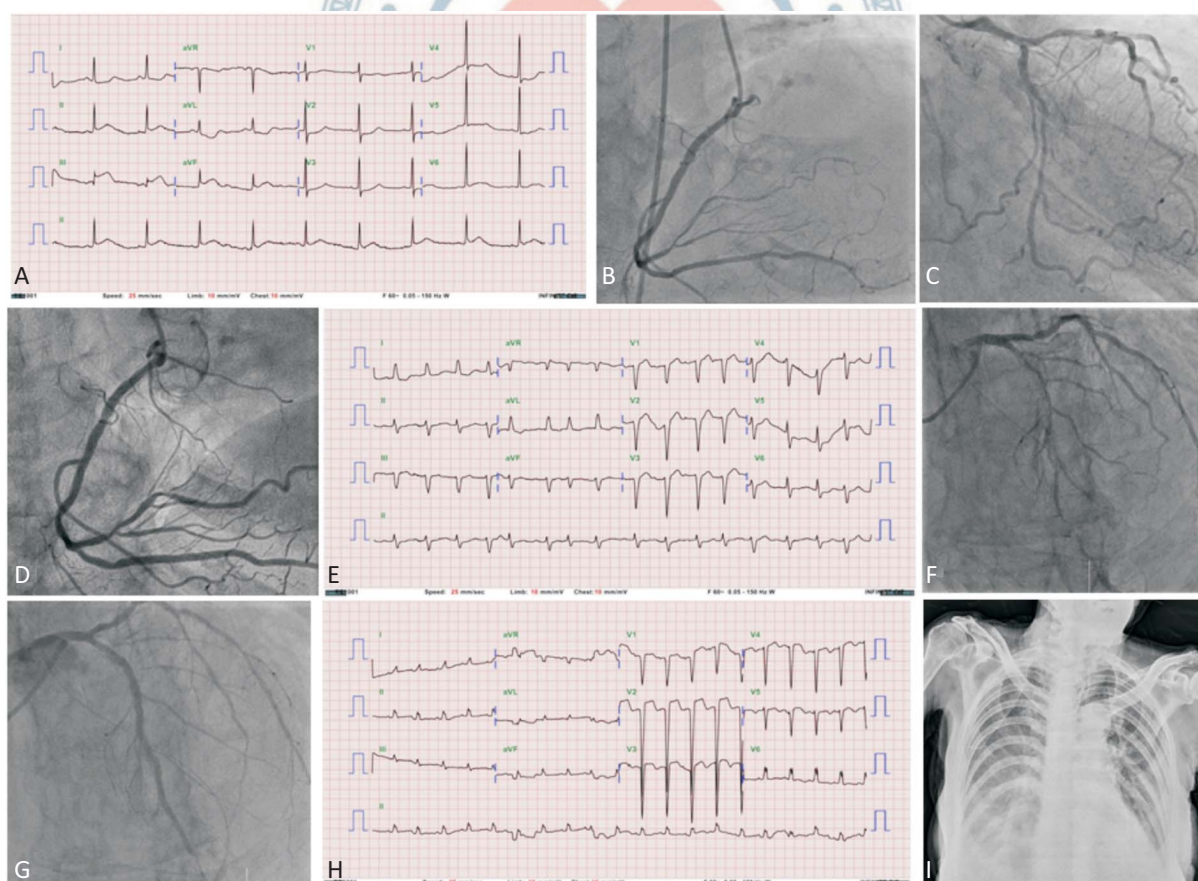 I aVR V1 V4
II aVL V2 V5
III aVF V3 V6
II
001 Speed: 25 mm/sec Limb: 10 mm/mV Chest: 10 mm/mV F 60~ 0.05 - 150 Hz W
A
B
C
D
I aVR V1 V4
II aVL V2 V5
III aVF V3 V6
II
001 Speed: 25 mm/sec Limb: 10 mm/mV Chest: 10 mm/mV F 60~ 0.05 - 150 Hz W
E
F
G
I aVR V1 V4
II aVL V2 V5
III aVF V3 V6
II
H
I